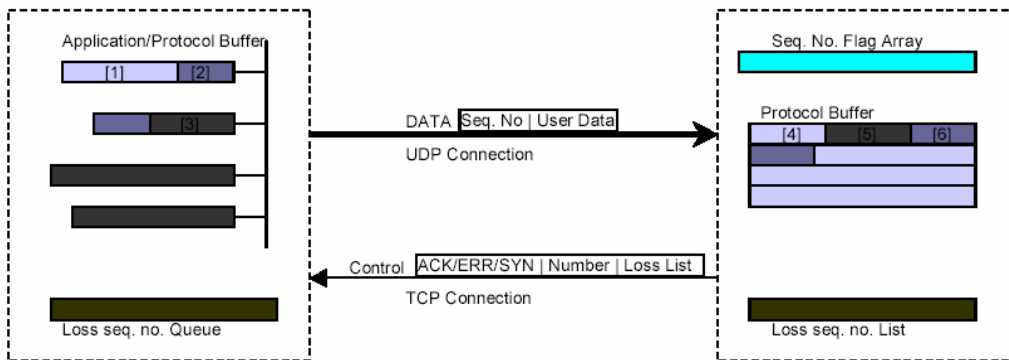 Application/Protocol Buffer
[1] [2]
[3]
Loss seq. no. Queue
DATA Seq. No | User Data
UDP Connection
Control ACK/ERR/SYN | Number | Loss List
TCP Connection
Seq. No. Flag Array
Protocol Buffer
[4] [5] [6]
Loss seq. no. List